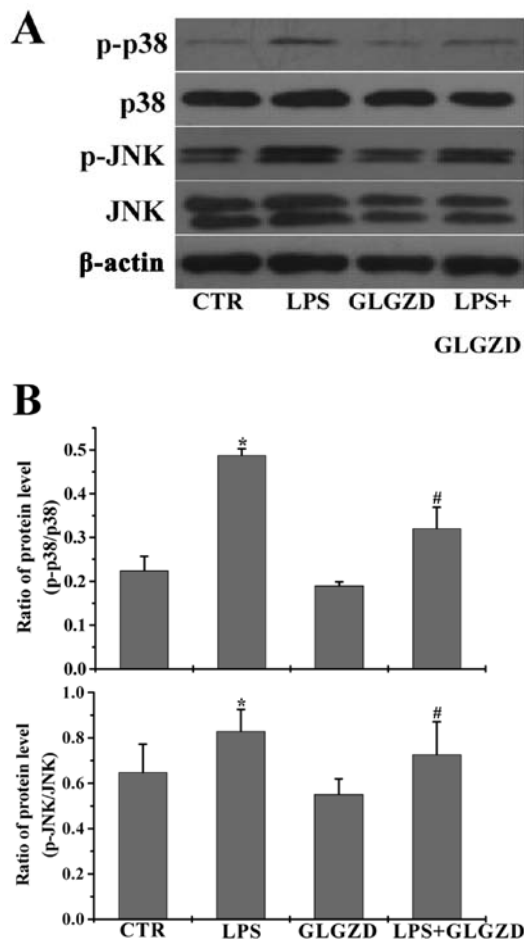 A
p-p38
p38
p-JNK
JNK
β-actin
CTR LPS GLGZD LPS+
GLGZD
B
Ratio of protein level
(p-p38/p38)
0.5
0.4
0.3
0.2
0.1
0.0
*
#
Ratio of protein level
(p-JNK/JNK)
1.0
0.8
0.6
0.4
0.2
0.0
*
#
CTR LPS GLGZD LPS+GLGZD